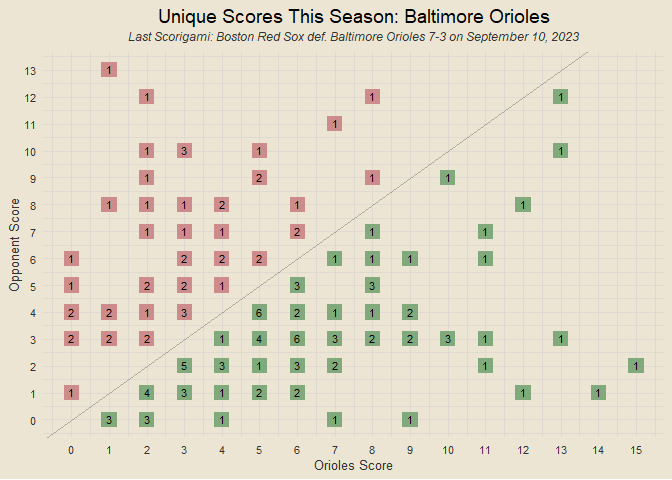 Unique Scores This Season: Baltimore Orioles
Last Scorigami: Boston Red Sox def. Baltimore Orioles 7-3 on September 10, 2023
13 1
12 1 1 1
11 1
10 1 3 1 1
9 1 2 1 1
8 1 1 1 2 1 1
7 1 1 1 2 1 1
6 1 2 2 2 1 1 1 1
5 1 2 2 1 3 3
4 2 2 1 3 6 2 1 1 2
3 2 2 2 1 4 6 3 2 2 3 1 1
2 5 3 1 3 2 1 1
1 1 4 3 1 2 2 1 1
0 3 3 1 1 1
0 1 2 3 4 5 6 7 8 9 10 11 12 13 14 15
Orioles Score
Opponent Score